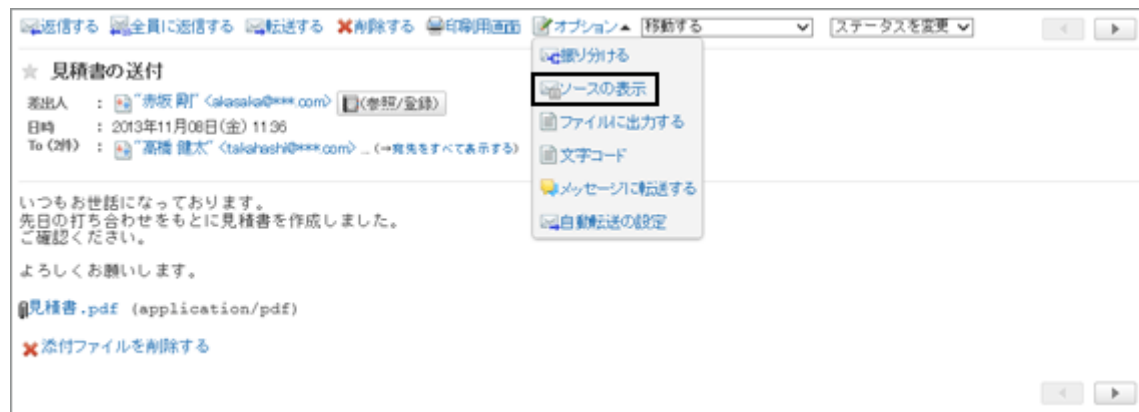 返信する 全員に返信する 転送する 削除する 印刷用画面 オプション▲ 移動する ステータスを変更
振り分ける
ソースの表示
ファイルに出力する
文字コード
メッセージに転送する
自動転送の設定
★ 見積書の送付
差出人 : "赤坂 剛" <akasaka@***.com> (参照/登録)
日時 : 2013年11月08日(金) 11:36
To (2件) : "高橋 健太" <takahashi@***.com> … (→宛先をすべて表示する)
いつもお世話になっております。
先日の打ち合わせをもとに見積書を作成しました。
ご確認ください。
よろしくお願いします。
見積書.pdf (application/pdf)
添付ファイルを削除する